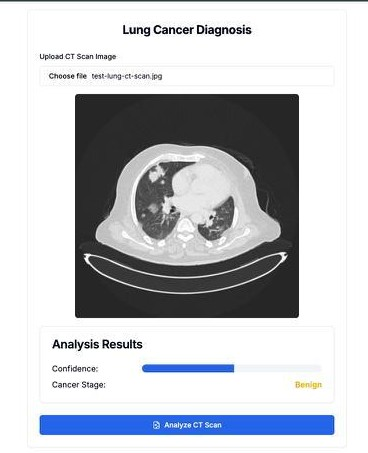 Lung Cancer Diagnosis
Upload CT Scan Image
Choose file test-lung-ct-scan.jpg
Analysis Results
Confidence:
Cancer Stage: Benign
Analyze CT Scan